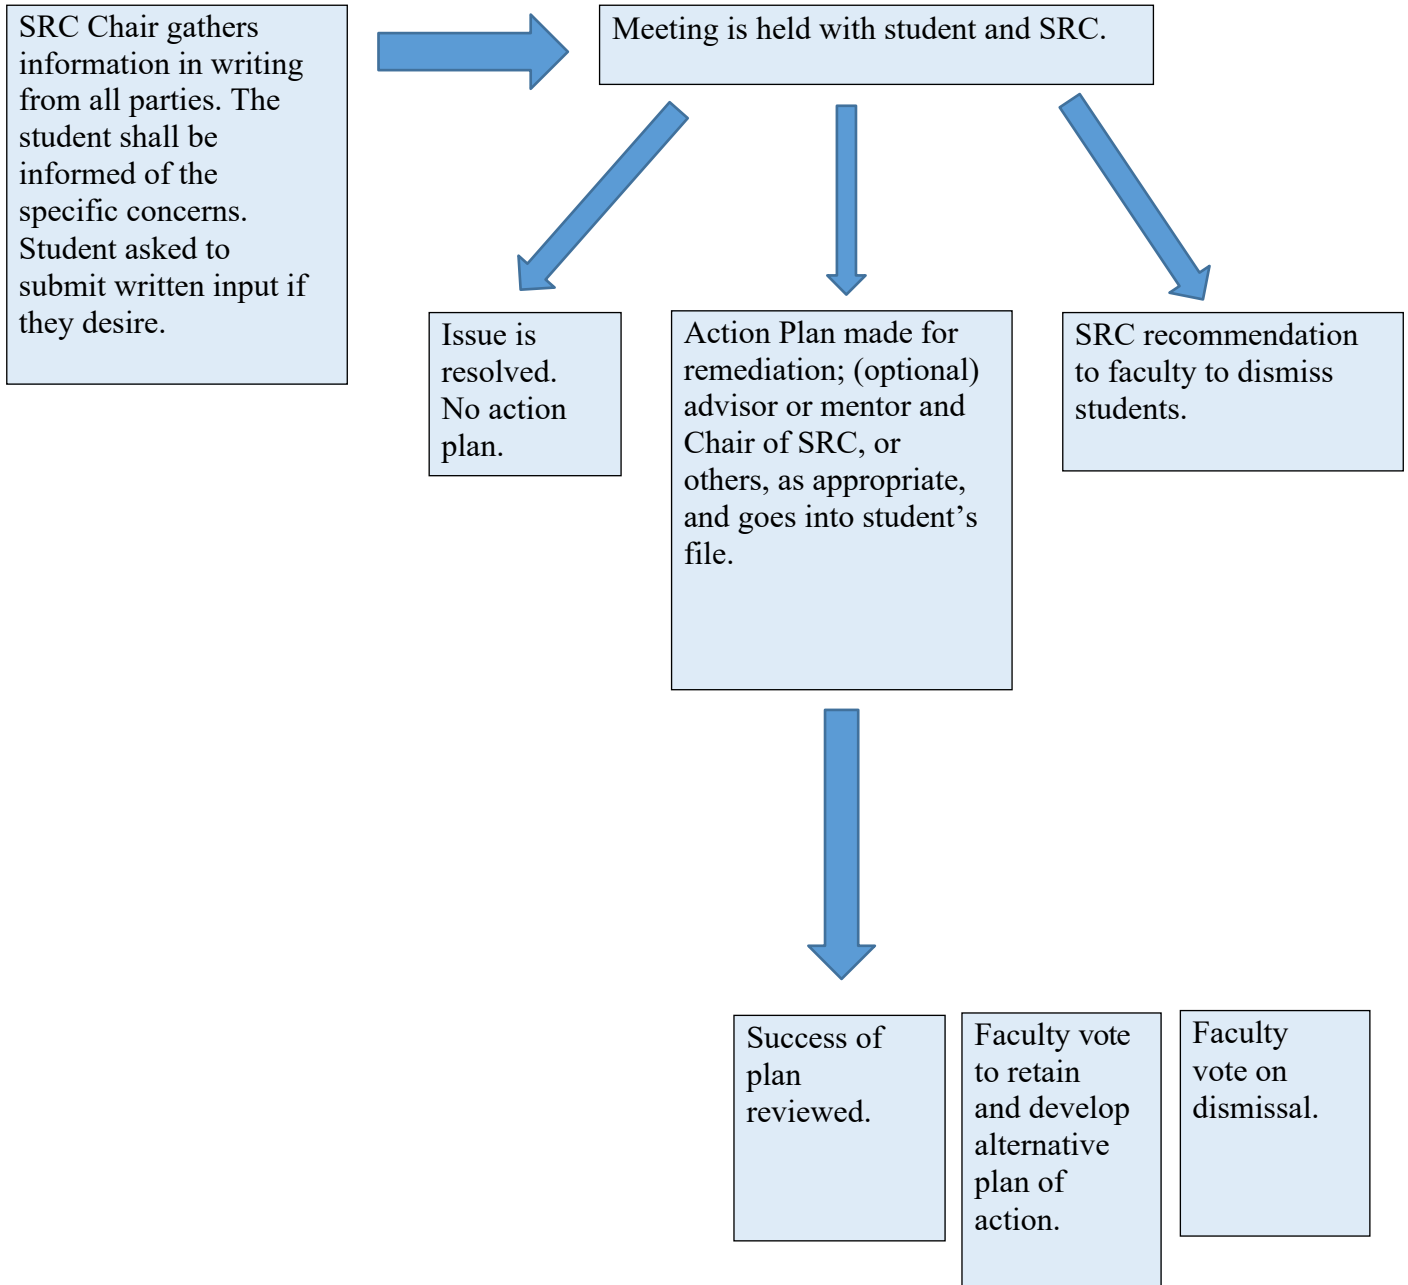 SRC Chair gathers
information in writing
from all parties. The
student shall be
informed of the
specific concerns.
Student asked to
submit written input if
they desire.
Meeting is held with student and SRC.
Issue is
resolved.
No action
plan.
Action Plan made for
remediation; (optional)
advisor or mentor and
Chair of SRC, or
others, as appropriate,
and goes into student’s
file.
SRC recommendation
to faculty to dismiss
students.
Success of
plan
reviewed.
Faculty vote
to retain
and develop
alternative
plan of
action.
Faculty
vote on
dismissal.